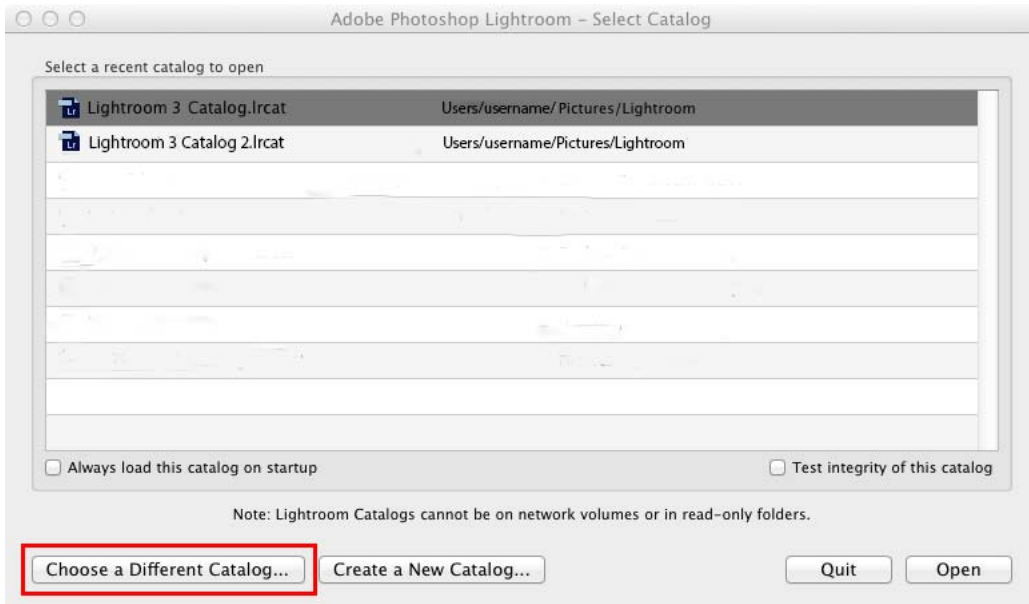 Adobe Photoshop Lightroom – Select Catalog
Select a recent catalog to open
Lr Lightroom 3 Catalog.lrcat Users/username/ Pictures/Lightroom
Lr Lightroom 3 Catalog 2.lrcat Users/username/Pictures/Lightroom
Always load this catalog on startup Test integrity of this catalog
Note: Lightroom Catalogs cannot be on network volumes or in read-only folders.
Choose a Different Catalog... Create a New Catalog... Quit Open